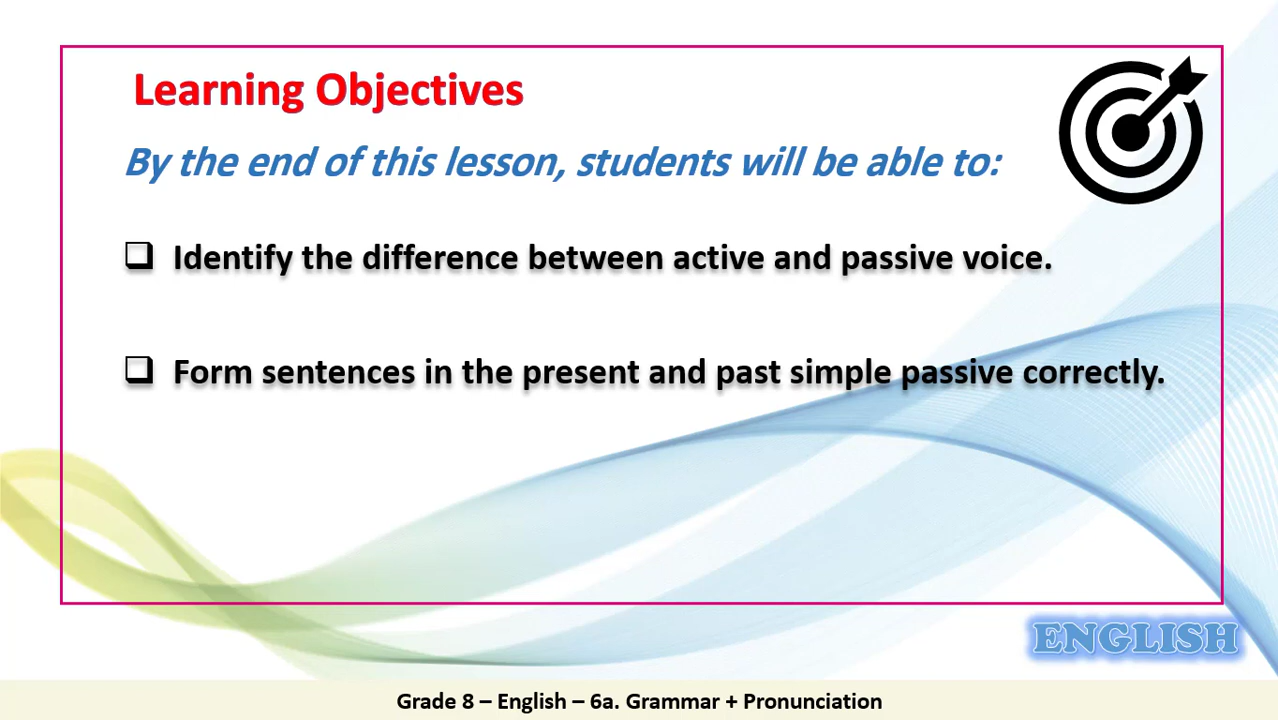 Learning Objectives
By the end of this lesson, students will be able to:
Identify the difference between active and passive voice.
Form sentences in the present and past simple passive correctly.
ENGLISH
Grade 8 – English – 6a. Grammar + Pronunciation